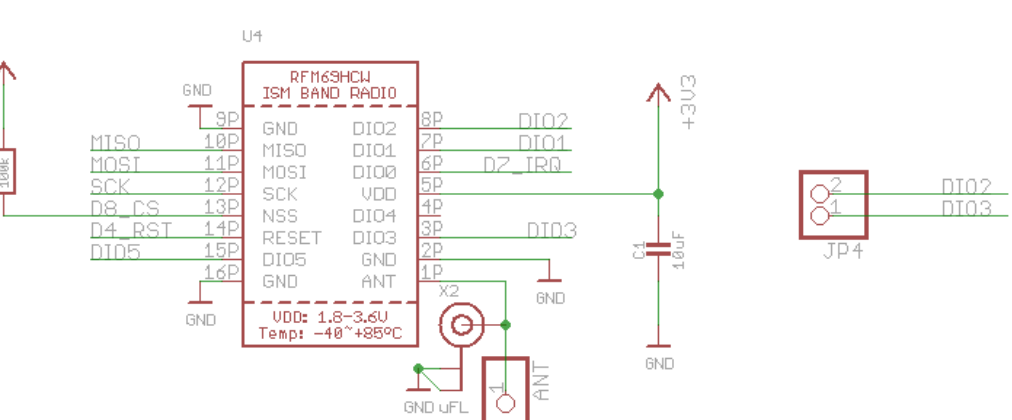 U4
RFM69HCW
ISM BAND RADIO
GND
9P GND DIO2 8P DIO2
MISO 10P MISO DIO1 7P DIO1
MOSI 11P MOSI DIO0 6P D7_IRQ
SCK 12P SCK VDD 5P
D8_CS 13P NSS DIO4 4P
D4_RST 14P RESET DIO3 3P DIO3
DIO5 15P DIO5 GND 2P
16P GND ANT 1P
GND
VDD: 1.8-3.6V
Temp: -40~+85ºC
100k
X2
GND
GND uFL
1
ANT
+3V3
C1
10uF
GND
2 DIO2
1 DIO3
JP4